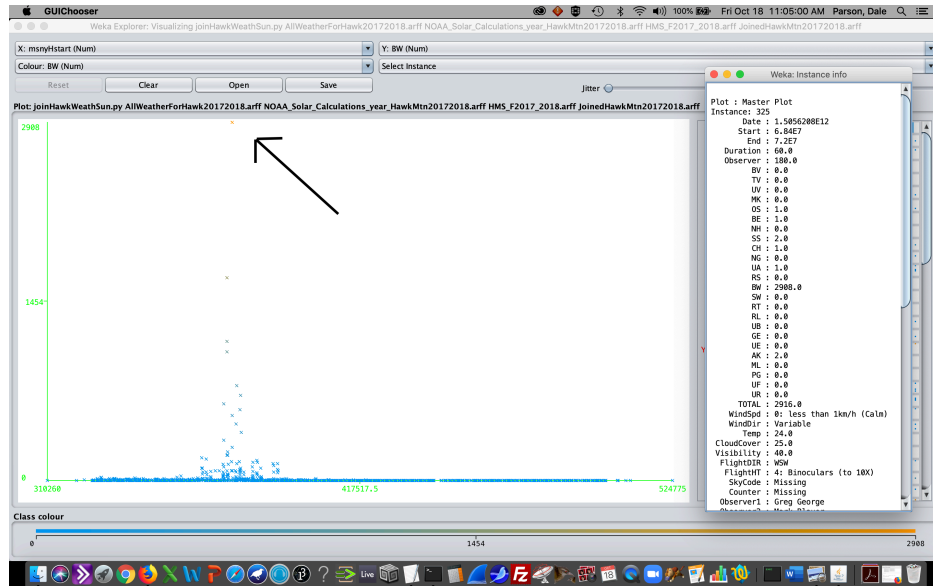 GUIChooser
100%
Fri Oct 18 11:05:00 AM Parson, Dale
Weka Explorer: Visualizing joinHawkWeathSun.py AllWeatherForHawk20172018.arff NOAA_Solar_Calculations_year_HawkMtn20172018.arff HMS_F2017_2018.arff JoinedHawkMtn20172018.arff
X: msnyHstart (Num)
Y: BW (Num)
Colour: BW (Num)
Select Instance
Reset
Clear
Open
Save
Jitter
Plot: joinHawkWeathSun.py AllWeatherForHawk20172018.arff NOAA_Solar_Calculations_year_HawkMtn20172018.arff HMS_F2017_2018.arff JoinedHawkMtn20172018.arff
2908
1454
0
310260
417517.5
524775
Y
Class colour
0
1454
2908
Weka: Instance info
Plot : Master Plot
Instance: 325
Date : 1.5056208E12
Start : 6.84E7
End : 7.2E7
Duration : 60.0
Observer : 180.0
BV : 0.0
TV : 0.0
UV : 0.0
MK : 0.0
OS : 1.0
BE : 1.0
NH : 0.0
SS : 2.0
CH : 1.0
NG : 0.0
UA : 1.0
RS : 0.0
BW : 2908.0
SW : 0.0
RT : 0.0
RL : 0.0
UB : 0.0
GE : 0.0
UE : 0.0
AK : 2.0
ML : 0.0
PG : 0.0
UF : 0.0
UR : 0.0
TOTAL : 2916.0
WindSpd : 0: less than 1km/h (Calm)
WindDir : Variable
Temp : 24.0
CloudCover : 25.0
Visibility : 40.0
FlightDIR : WSW
FlightHT : 4: Binoculars (to 10X)
SkyCode : Missing
Counter : Missing
Observer1 : Greg George
Live
18